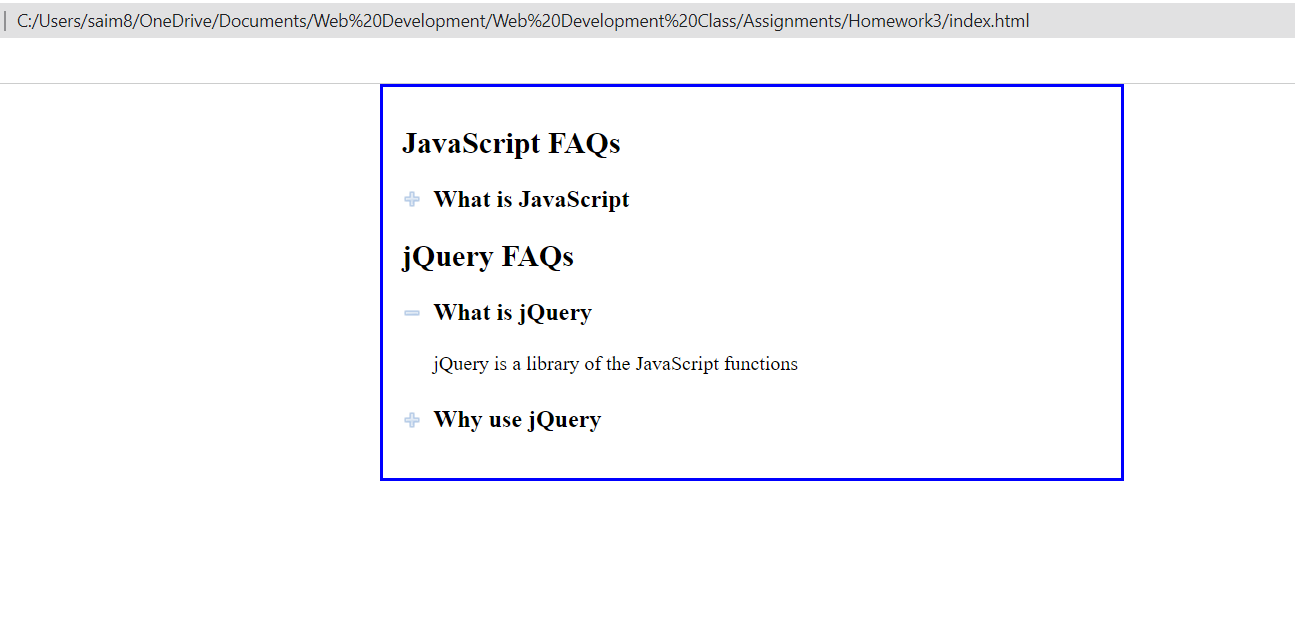 C:/Users/saim8/OneDrive/Documents/Web%20Development/Web%20Development%20Class/Assignments/Homework3/index.html
JavaScript FAQs
What is JavaScript
jQuery FAQs
What is jQuery
jQuery is a library of the JavaScript functions
Why use jQuery